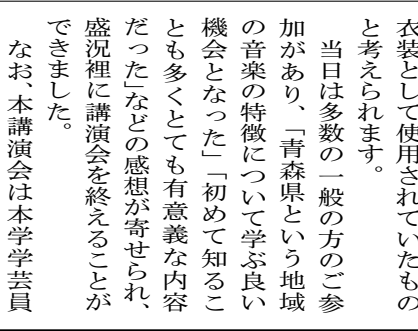 衣装として使用されていたもの
と考えられます。
　当日は多数の一般の方のご参
加があり、「青森県という地域
の音楽の特徴について学ぶ良い
機会となった」「初めて知るこ
とも多くとても有意義な内容
だった」などの感想が寄せられ、
盛況裡に講演会を終えることが
できました。
　なお、本講演会は本学学芸員